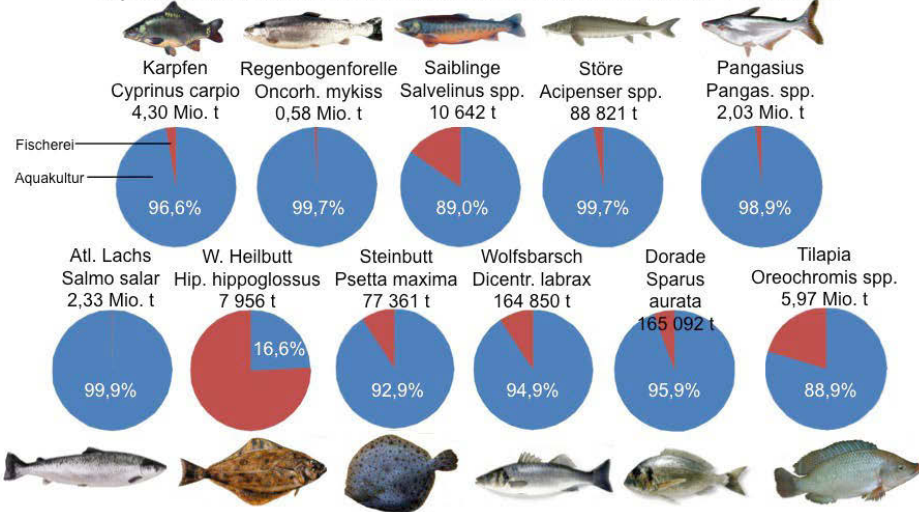 Karpfen
Cyprinus carpio
4,30 Mio. t
Regenbogenforelle
Oncorh. mykiss
0,58 Mio. t
Saiblinge
Salvelinus spp.
10 642 t
Störe
Acipenser spp.
88 821 t
Pangasius
Pangas. spp.
2,03 Mio. t
Fischerei
Aquakultur
96,6%
99,7%
89,0%
99,7%
98,9%
Atl. Lachs
Salmo salar
2,33 Mio. t
W. Heilbutt
Hip. hippoglossus
7 956 t
Steinbutt
Psetta maxima
77 361 t
Wolfsbarsch
Dicentr. labrax
164 850 t
Dorade
Sparus
aurata
165 092 t
Tilapia
Oreochromis spp.
5,97 Mio. t
99,9%
16,6%
92,9%
94,9%
95,9%
88,9%